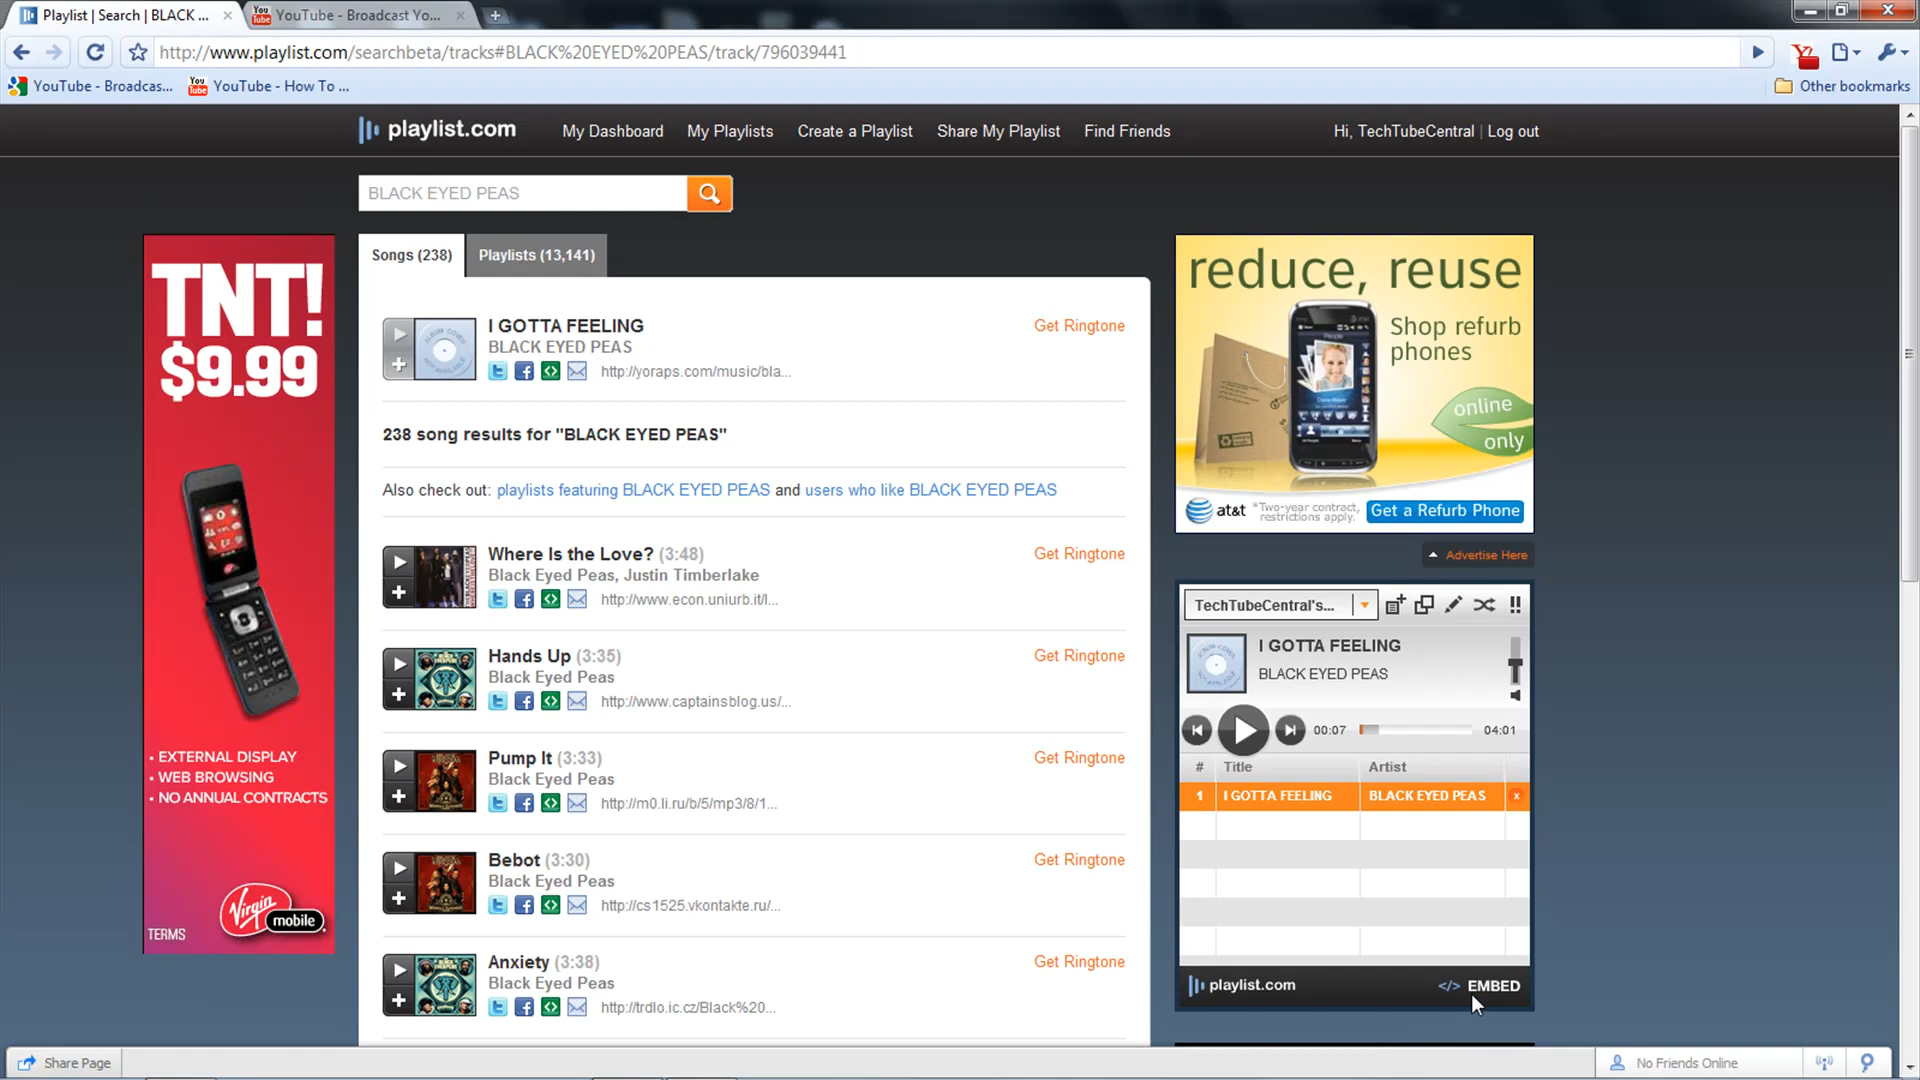 Playlist | Search | BLACK ...
YouTube - Broadcast Yo...
http://www.playlist.com/searchbeta/tracks#BLACK%20EYED%20PEAS/track/796039441
YouTube - Broadcas...
YouTube - How To ...
Other bookmarks
playlist.com
My Dashboard
My Playlists
Create a Playlist
Share My Playlist
Find Friends
Hi, TechTubeCentral | Log out
BLACK EYED PEAS
TNT!
$9.99
• EXTERNAL DISPLAY
• WEB BROWSING
• NO ANNUAL CONTRACTS
Virgin
mobile
TERMS
Songs (238)
Playlists (13,141)
I GOTTA FEELING
Get Ringtone
BLACK EYED PEAS
http://yoraps.com/music/bla...
238 song results for "BLACK EYED PEAS"
Also check out: playlists featuring BLACK EYED PEAS and users who like BLACK EYED PEAS
Where Is the Love? (3:48)
Get Ringtone
Black Eyed Peas, Justin Timberlake
http://www.econ.uniurb.it/l...
Hands Up (3:35)
Get Ringtone
Black Eyed Peas
http://www.captainsblog.us/...
Pump It (3:33)
Get Ringtone
Black Eyed Peas
http://m0.li.ru/b/5/mp3/8/1...
Bebot (3:30)
Get Ringtone
Black Eyed Peas
http://cs1525.vkontakte.ru/...
Anxiety (3:38)
Get Ringtone
Black Eyed Peas
http://trdlo.ic.cz/Black%20...
reduce, reuse
Shop refurb
phones
online
only
at&t
*Two-year contract,
restrictions apply.
Get a Refurb Phone
Advertise Here
TechTubeCentral's...
I GOTTA FEELING
BLACK EYED PEAS
00:07
04:01
# Title Artist
1 I GOTTA FEELING BLACK EYED PEAS x
playlist.com
</> EMBED
Share Page
No Friends Online